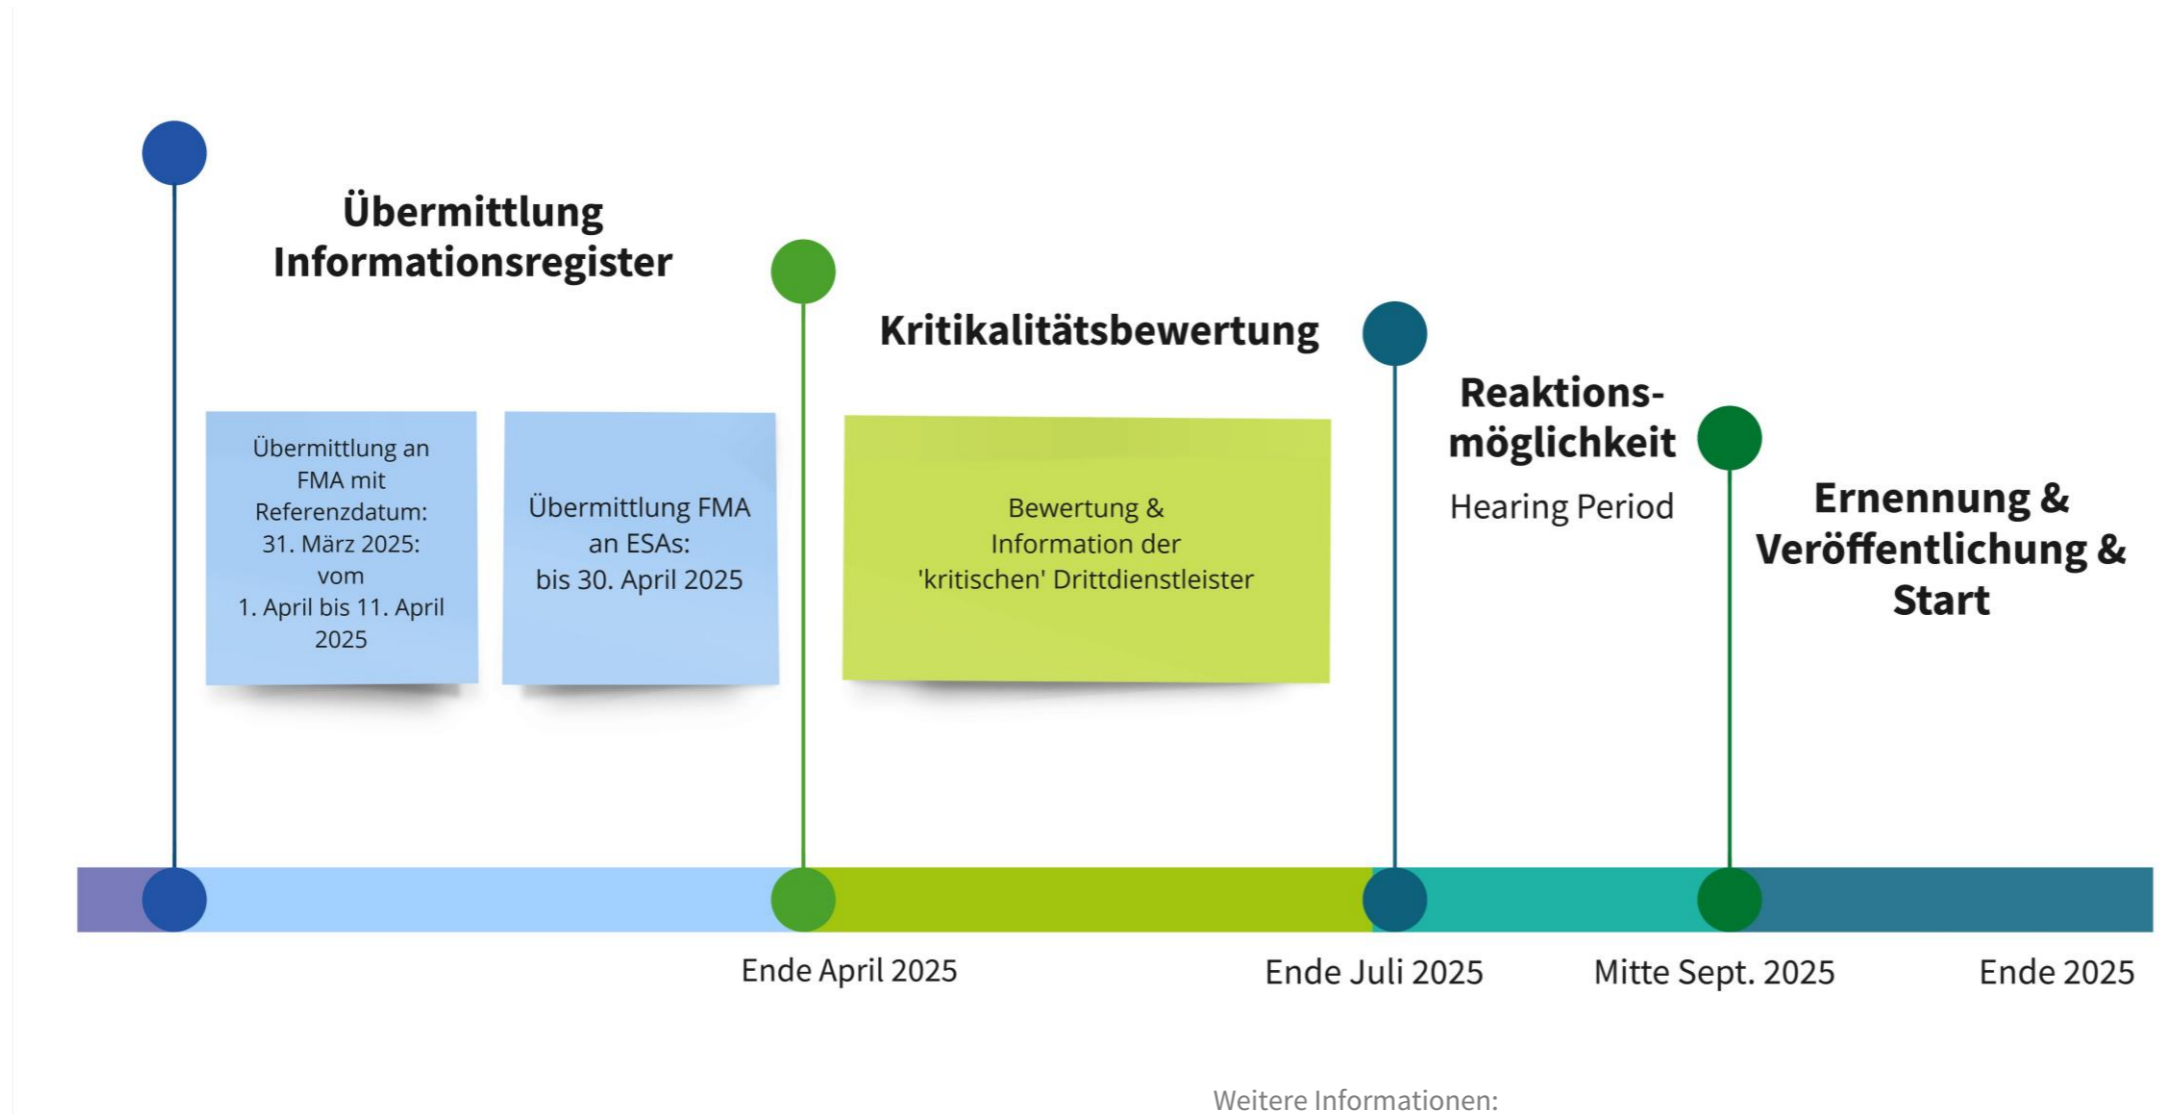 Übermittlung
Informationsregister
Übermittlung an
FMA mit
Referenzdatum:
31. März 2025:
vom
1. April bis 11. April
2025
Übermittlung FMA
an ESAs:
bis 30. April 2025
Kritikalitätsbewertung
Bewertung &
Information der
'kritischen' Drittdienstleister
Reaktions-
möglichkeit
Hearing Period
Ernennung &
Veröffentlichung &
Start
Ende April 2025
Ende Juli 2025
Mitte Sept. 2025
Ende 2025
Weitere Informationen: